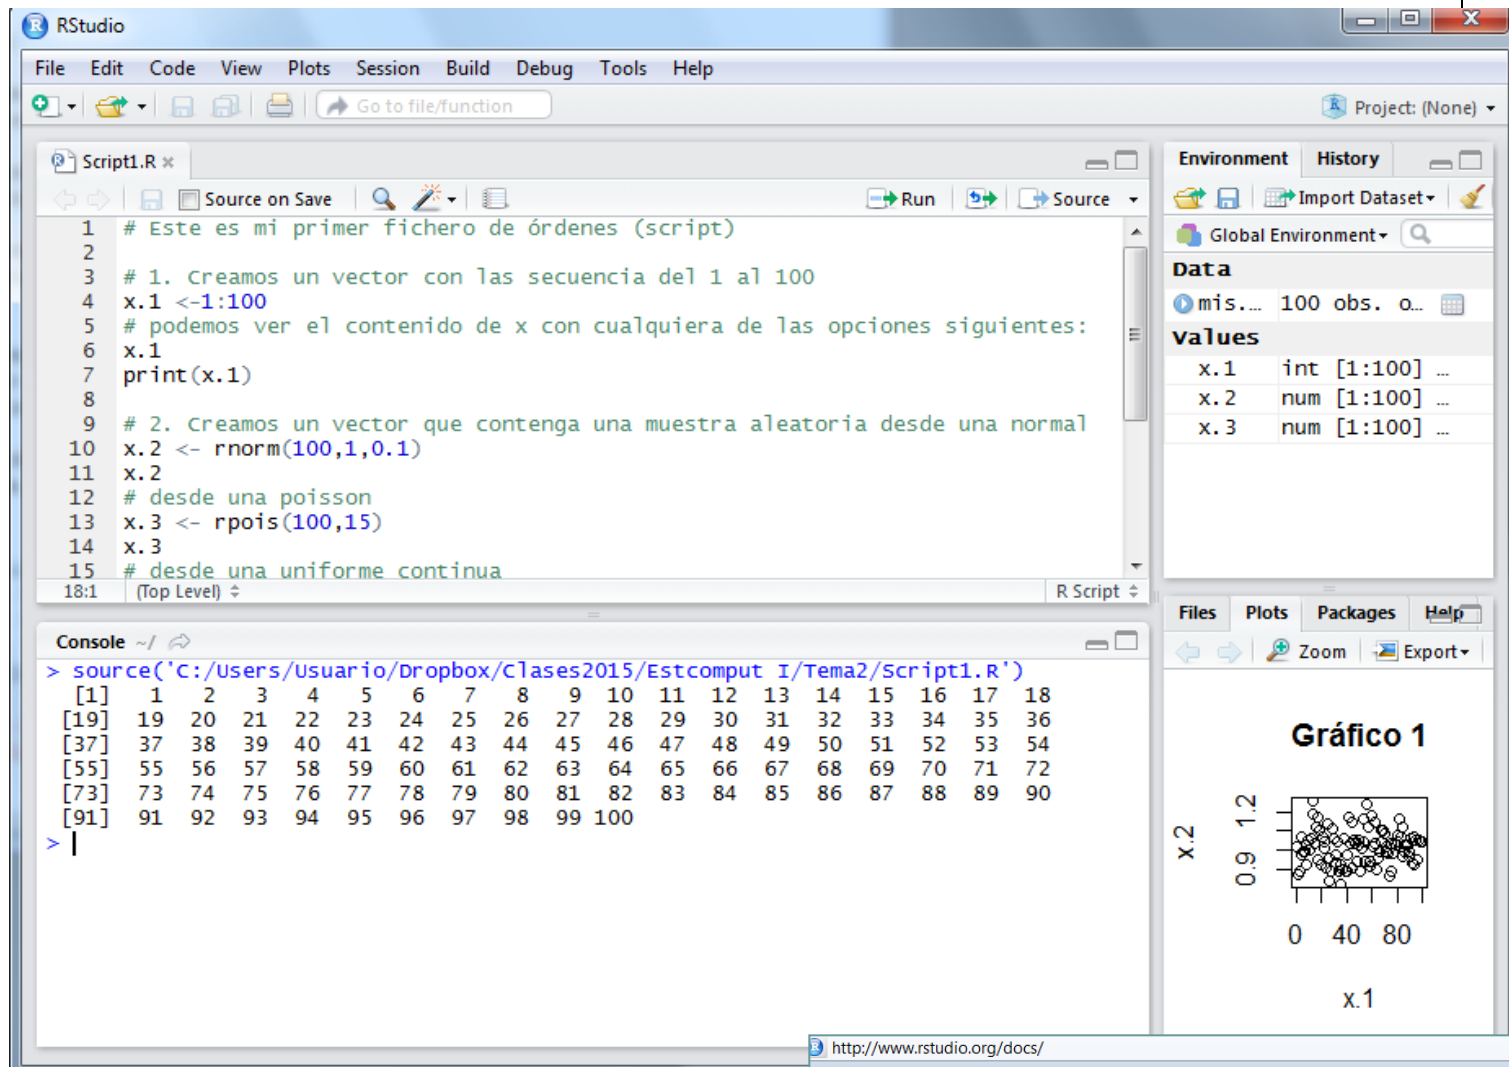 RStudio
File Edit Code View Plots Session Build Debug Tools Help
Go to file/function
Project: (None)
Script1.R
Source on Save
Run
Source
1 # Este es mi primer fichero de órdenes (script)
2
3 # 1. Creamos un vector con las secuencia del 1 al 100
4 x.1 <-1:100
5 # podemos ver el contenido de x con cualquiera de las opciones siguientes:
6 x.1
7 print(x.1)
8
9 # 2. Creamos un vector que contenga una muestra aleatoria desde una normal
10 x.2 <- rnorm(100,1,0.1)
11 x.2
12 # desde una poisson
13 x.3 <- rpois(100,15)
14 x.3
15 # desde una uniforme continua
18:1 (Top Level) R Script
Console ~/
> source('C:/Users/Usuario/Dropbox/Clases2015/Estcomput I/Tema2/Script1.R')
[1] 1 2 3 4 5 6 7 8 9 10 11 12 13 14 15 16 17 18
[19] 19 20 21 22 23 24 25 26 27 28 29 30 31 32 33 34 35 36
[37] 37 38 39 40 41 42 43 44 45 46 47 48 49 50 51 52 53 54
[55] 55 56 57 58 59 60 61 62 63 64 65 66 67 68 69 70 71 72
[73] 73 74 75 76 77 78 79 80 81 82 83 84 85 86 87 88 89 90
[91] 91 92 93 94 95 96 97 98 99 100
>
Environment History
Import Dataset
Global Environment
Data
mis.… 100 obs. o…
Values
x.1 int [1:100] …
x.2 num [1:100] …
x.3 num [1:100] …
Files Plots Packages Help
Zoom Export
Gráfico 1
x.2
0.9 1.2
0 40 80
x.1
http://www.rstudio.org/docs/